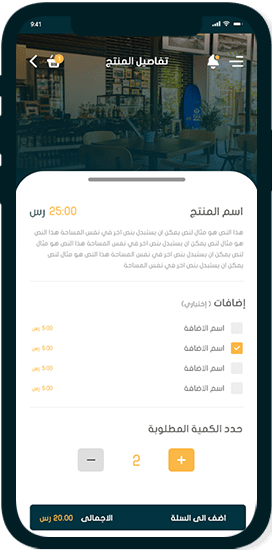 9:41
تفاصيل المنتج
اسم المنتج
25:00 رس
هذا النص هو مثال لنص يمكن ان يستبدل بنص اخر في نفس المساحة هذا النص هو مثال لنص يمكن ان يستبدل بنص اخر في نفس المساحة هذا النص هو مثال لنص يمكن ان يستبدل بنص اخر في نفس المساحة هذا النص هو مثال لنص يمكن ان يستبدل بنص اخر في نفس المساحة
إضافات ( إختياري)
اسم الاضافة 5.00 رس
اسم الاضافة 5.00 رس
اسم الاضافة 5.00 رس
اسم الاضافة 5.00 رس
حدد الكمية المطلوبة
+ 2 −
اضف الى السلة
الاجمالى 20.00 رس